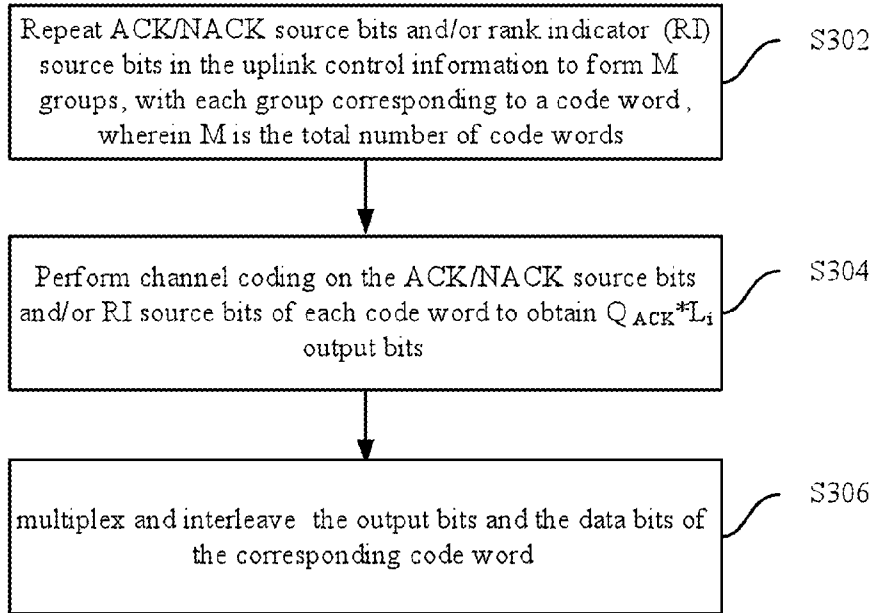 Repeat ACK/NACK source bits and/or rank indicator (RI)
source bits in the uplink control information to form M
groups, with each group corresponding to a code word,
wherein M is the total number of code words
S302
Perform channel coding on the ACK/NACK source bits
and/or RI source bits of each code word to obtain Q ACK*Li
output bits
S304
multiplex and interleave the output bits and the data bits of
the corresponding code word
S306